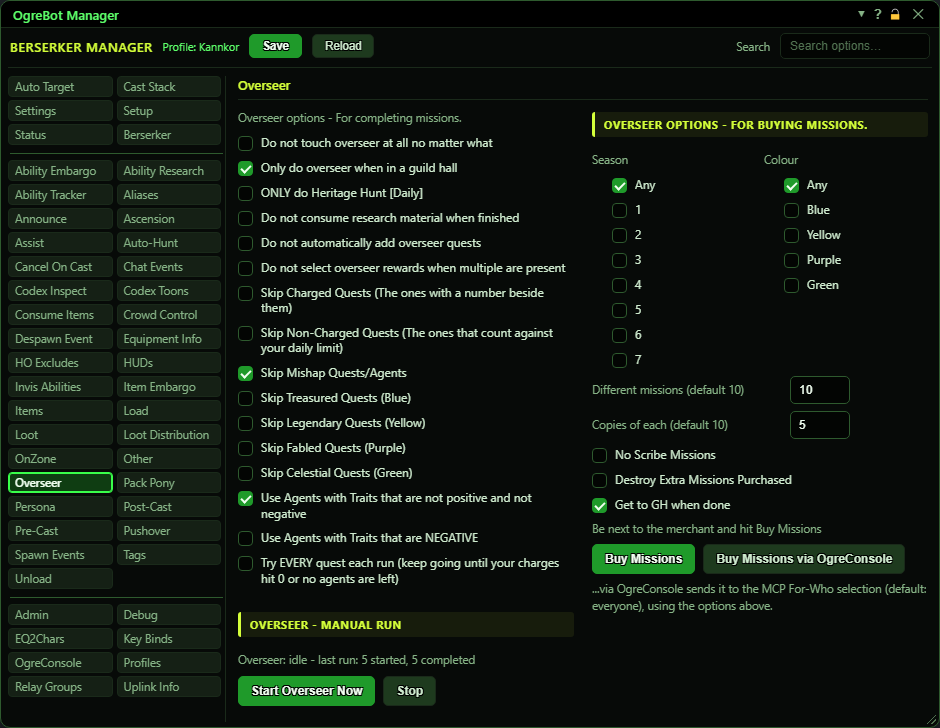 OgreBot Manager
?
BERSERKER MANAGER Profile: Kannkor Save Reload Search Search options...
Auto Target Cast Stack
Settings Setup
Status Berserker
Ability Embargo Ability Research
Ability Tracker Aliases
Announce Ascension
Assist Auto-Hunt
Cancel On Cast Chat Events
Codex Inspect Codex Toons
Consume Items Crowd Control
Despawn Event Equipment Info
HO Excludes HUDs
Invis Abilities Item Embargo
Items Load
Loot Loot Distribution
OnZone Other
Overseer Pack Pony
Persona Post-Cast
Pre-Cast Pushover
Spawn Events Tags
Unload
Admin Debug
EQ2Chars Key Binds
OgreConsole Profiles
Relay Groups Uplink Info
Overseer
Overseer options - For completing missions.
Do not touch overseer at all no matter what
Only do overseer when in a guild hall
ONLY do Heritage Hunt [Daily]
Do not consume research material when finished
Do not automatically add overseer quests
Do not select overseer rewards when multiple are present
Skip Charged Quests (The ones with a number beside
them)
Skip Non-Charged Quests (The ones that count against
your daily limit)
Skip Mishap Quests/Agents
Skip Treasured Quests (Blue)
Skip Legendary Quests (Yellow)
Skip Fabled Quests (Purple)
Skip Celestial Quests (Green)
Use Agents with Traits that are not positive and not
negative
Use Agents with Traits that are NEGATIVE
Try EVERY quest each run (keep going until your charges
hit 0 or no agents are left)
OVERSEER - MANUAL RUN
Overseer: idle - last run: 5 started, 5 completed
Start Overseer Now Stop
OVERSEER OPTIONS - FOR BUYING MISSIONS.
Season Colour
Any Any
1 Blue
2 Yellow
3 Purple
4 Green
5
6
7
Different missions (default 10) 10
Copies of each (default 10) 5
No Scribe Missions
Destroy Extra Missions Purchased
Get to GH when done
Be next to the merchant and hit Buy Missions
Buy Missions Buy Missions via OgreConsole
...via OgreConsole sends it to the MCP For-Who selection (default:
everyone), using the options above.